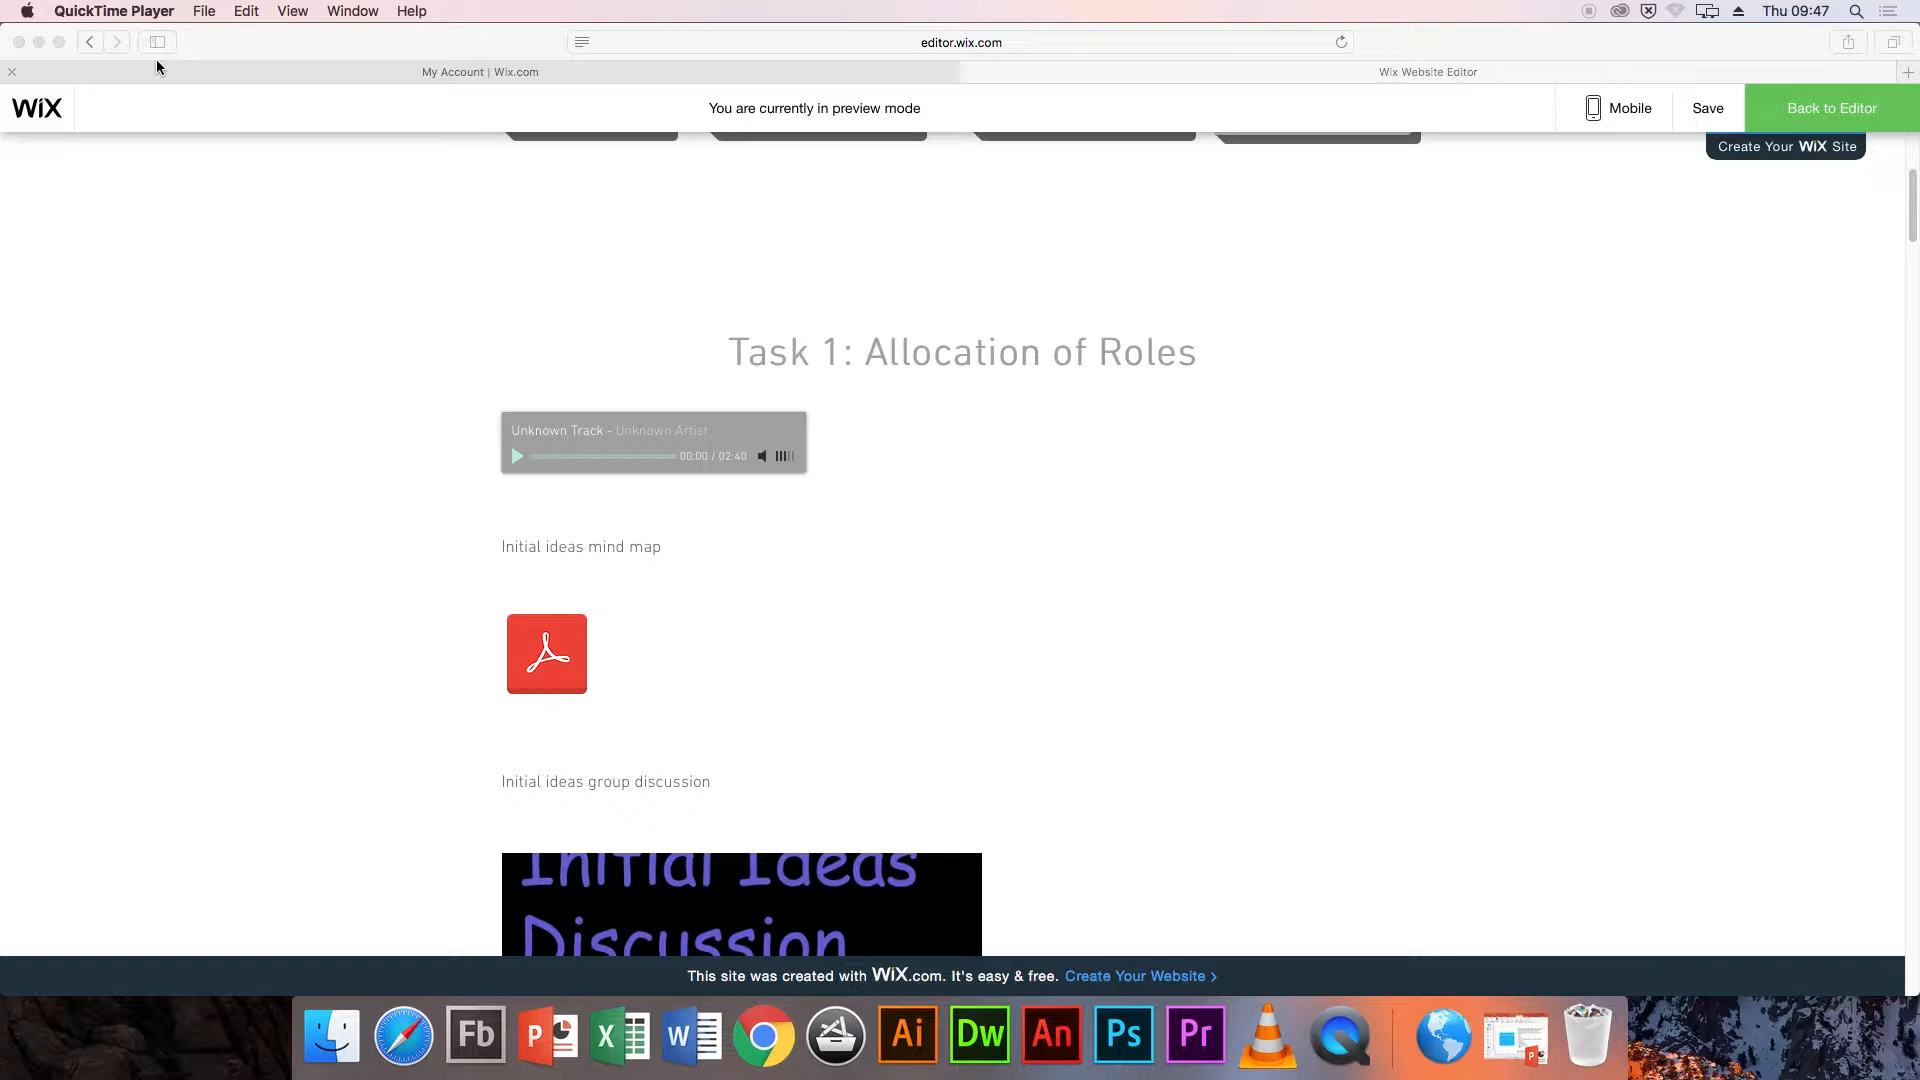 QuickTime Player File Edit View Window Help
Thu 09:47
editor.wix.com
My Account | Wix.com
Wix Website Editor
WiX
You are currently in preview mode
Mobile
Save
Back to Editor
Create Your WiX Site
Task 1: Allocation of Roles
Unknown Track - Unknown Artist
00:00 / 02:40
Initial ideas mind map
Initial ideas group discussion
Initial Ideas
Discussion
This site was created with WiX.com. It's easy & free. Create Your Website >
Fb
P
X
W
Ai
Dw
An
Ps
Pr
P